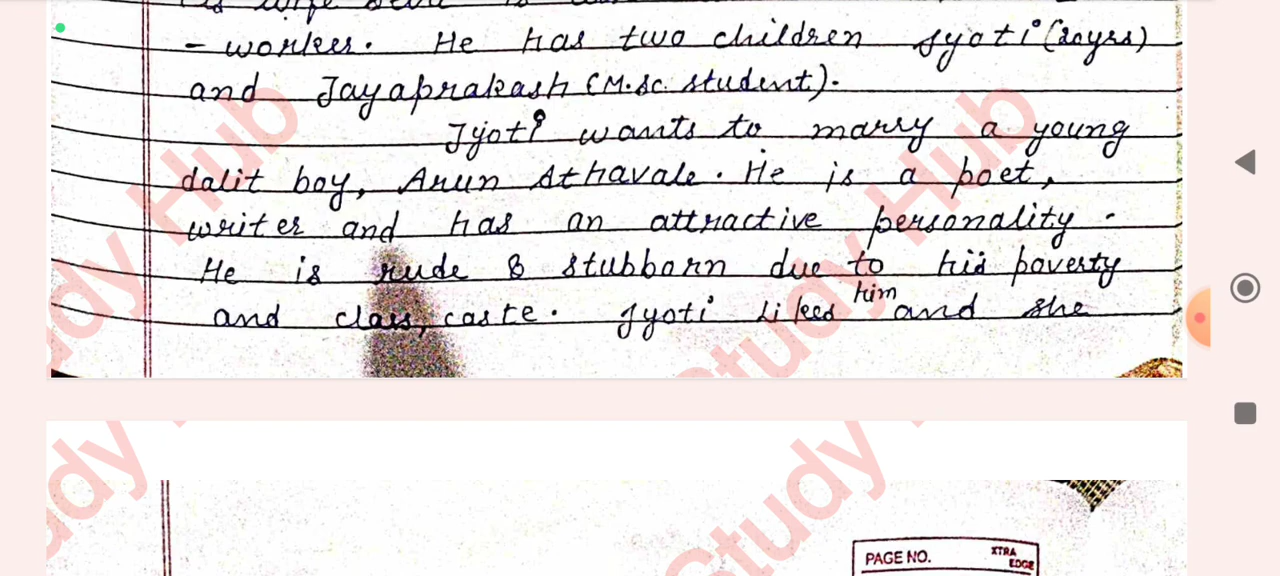 - worker. He has two children Jyoti (20yrs)
and Jayaprakash (M.sc. student).
Jyoti wants to marry a young
dalit boy, Arun Athavale. He is a poet,
writer and has an attractive personality.
He is rude & stubborn due to his poverty
and class, caste. Jyoti liked him and she
Study Hub
Study Hub
PAGE NO. XTRA EDGE